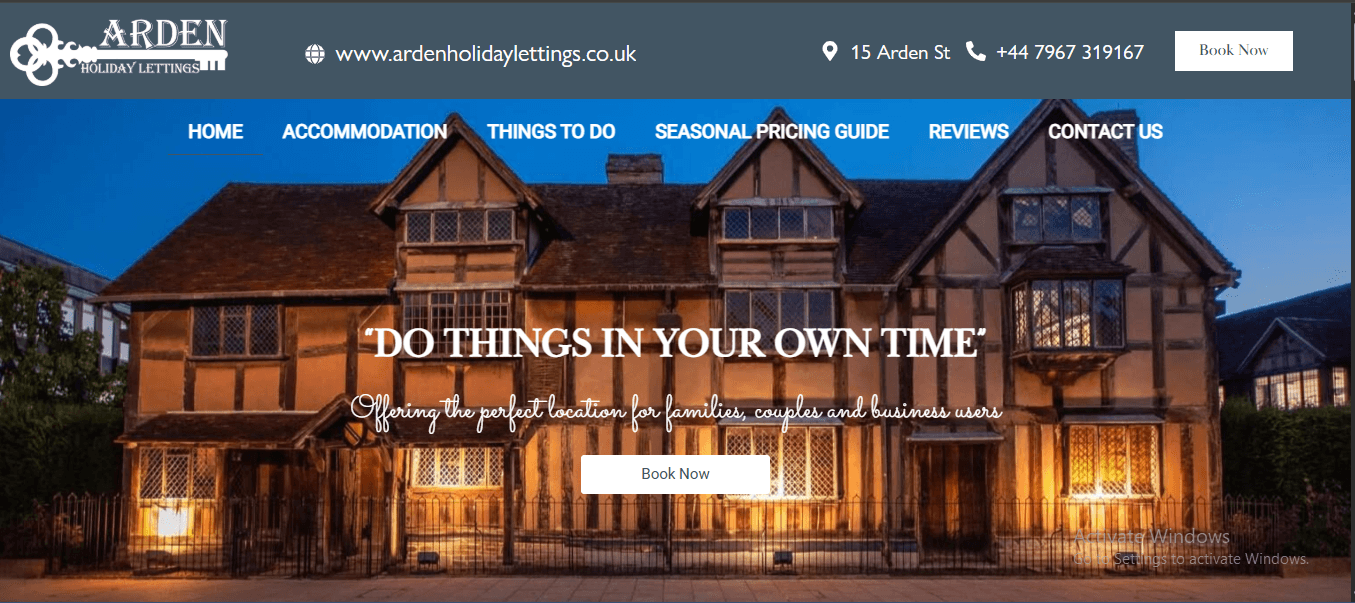 ARDEN
HOLIDAY LETTINGS
www.ardenholidaylettings.co.uk
15 Arden St
+44 7967 319167
Book Now
HOME
ACCOMMODATION
THINGS TO DO
SEASONAL PRICING GUIDE
REVIEWS
CONTACT US
"DO THINGS IN YOUR OWN TIME"
Offering the perfect location for families, couples and business users
Book Now
Activate Windows
Go to Settings to activate Windows.